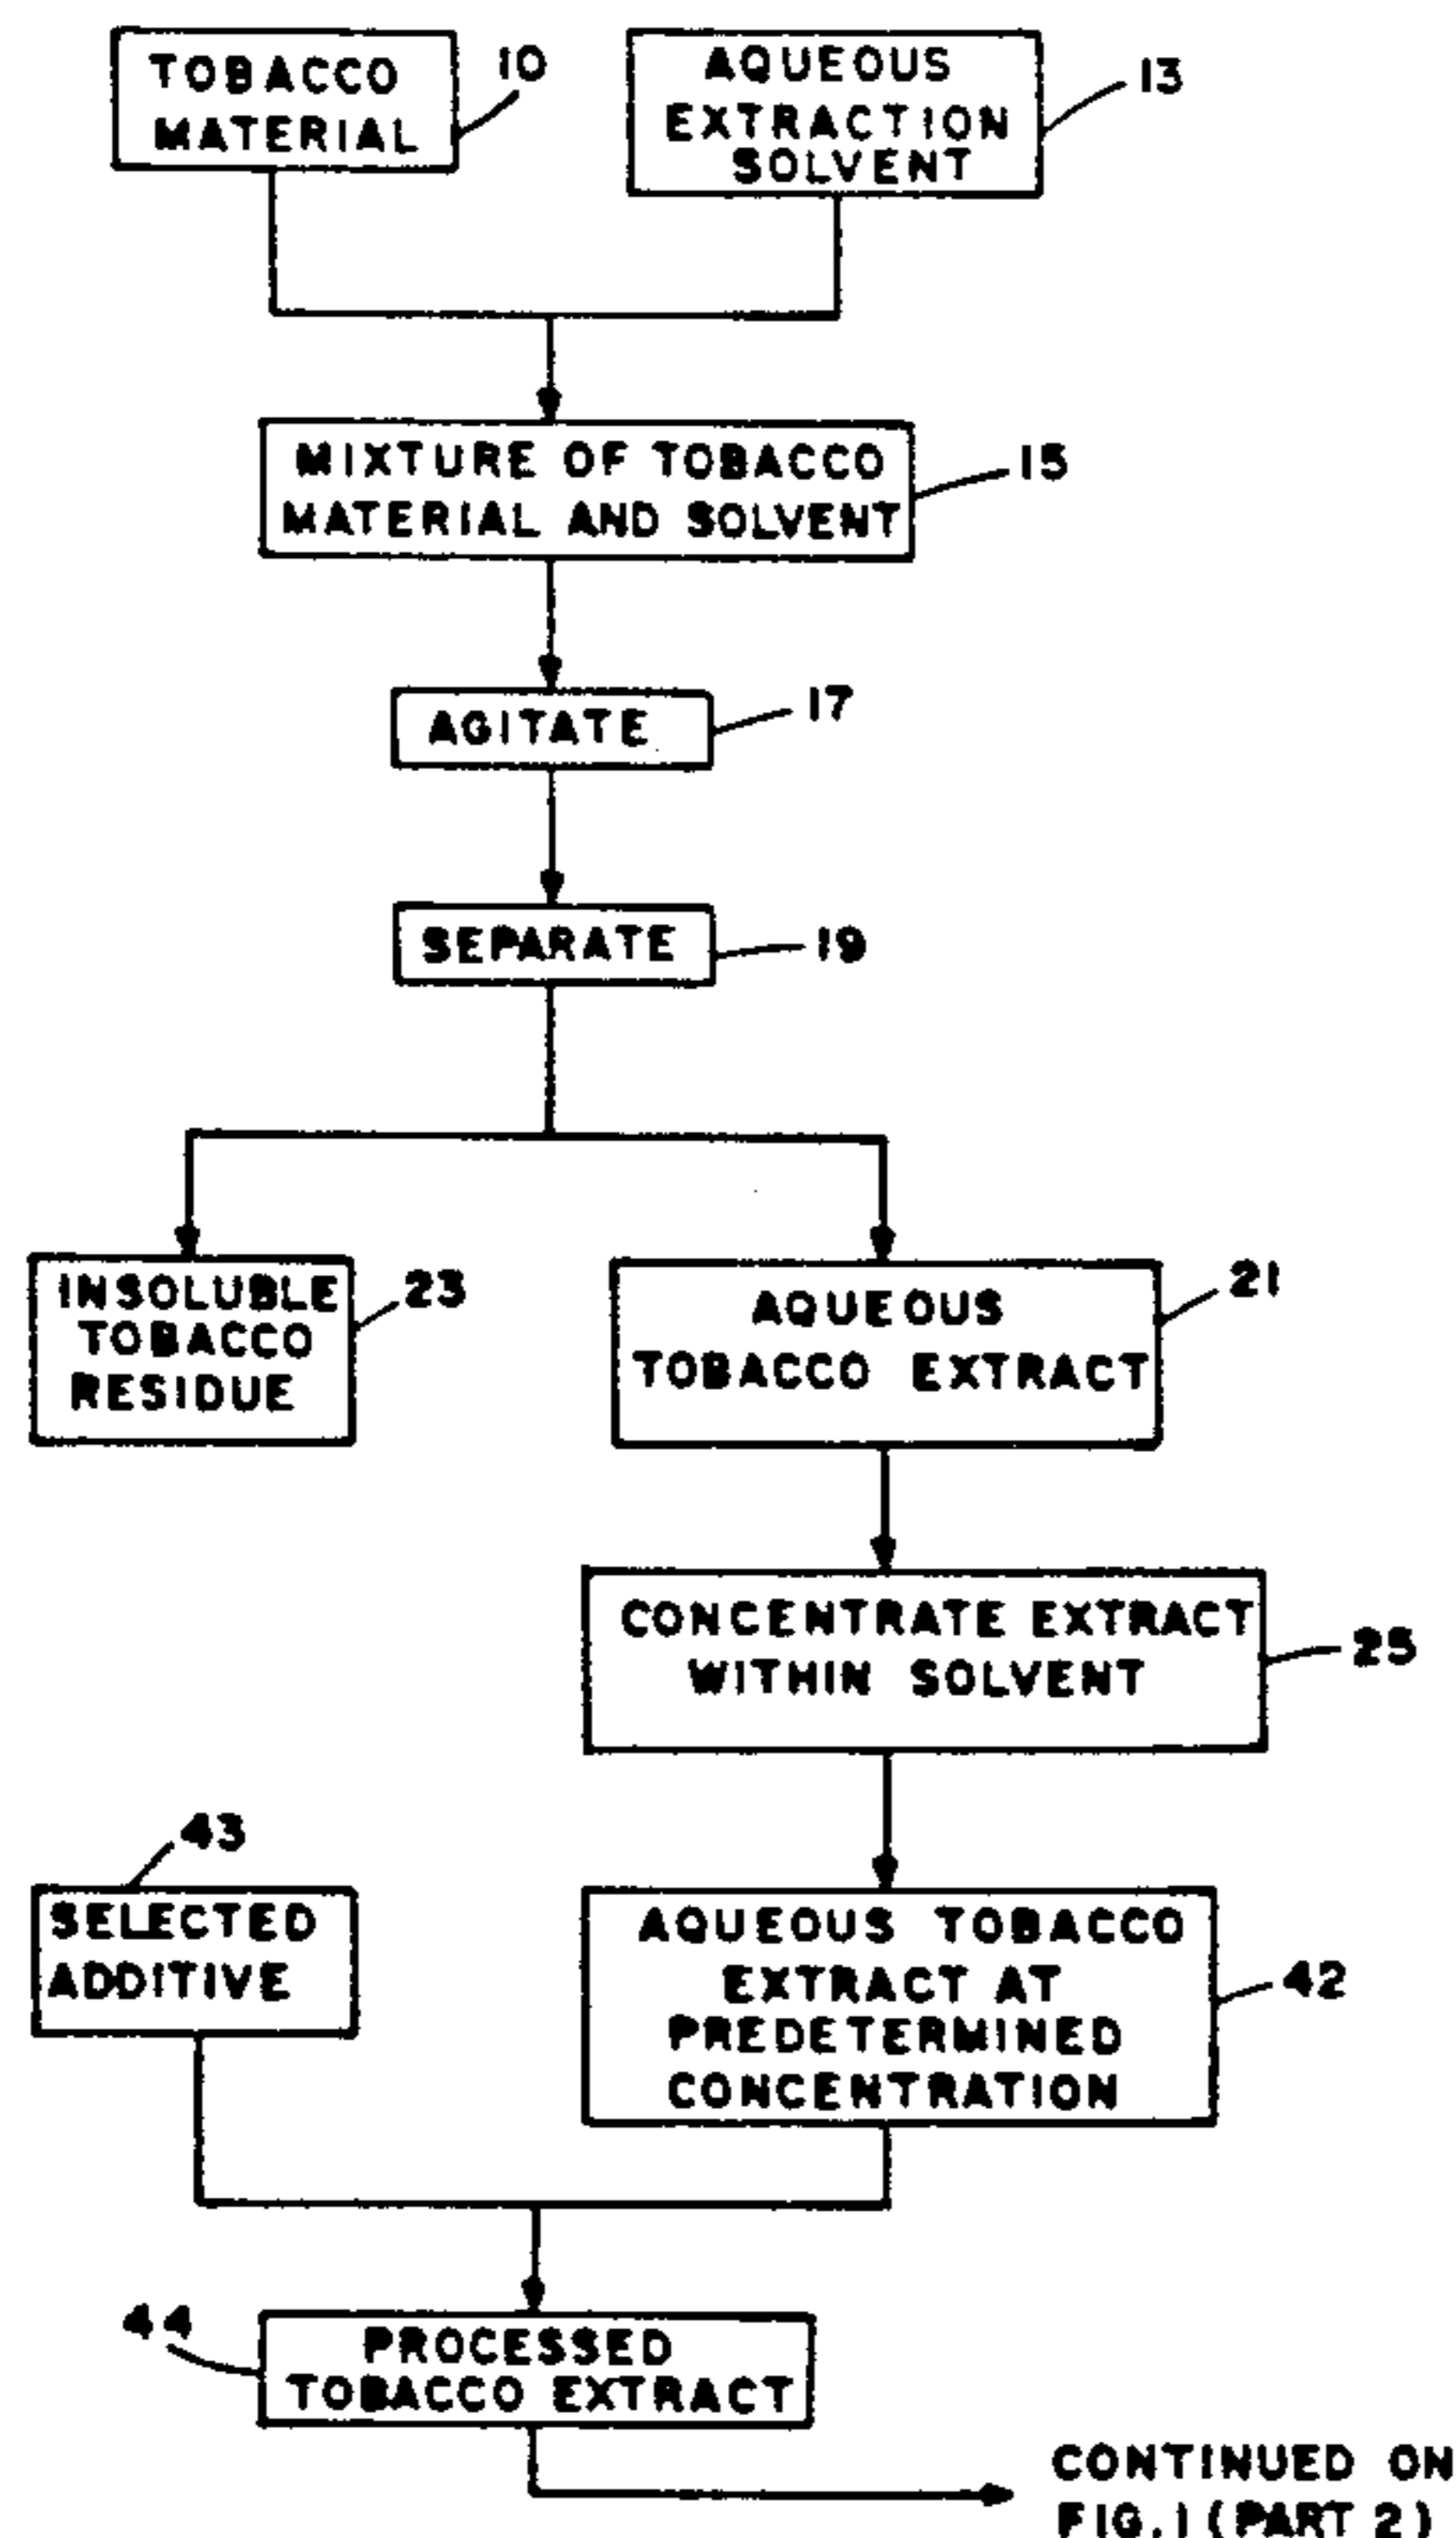 TOBACCO
MATERIAL
10
AQUEOUS
EXTRACTION
SOLVENT
13
MIXTURE OF TOBACCO
MATERIAL AND SOLVENT
15
AGITATE
17
SEPARATE
19
INSOLUBLE
TOBACCO
RESIDUE
23
AQUEOUS
TOBACCO EXTRACT
21
CONCENTRATE EXTRACT
WITHIN SOLVENT
25
43
SELECTED
ADDITIVE
AQUEOUS TOBACCO
EXTRACT AT
PREDETERMINED
CONCENTRATION
42
44
PROCESSED
TOBACCO EXTRACT
CONTINUED ON
FIG. 1 (PART 2)